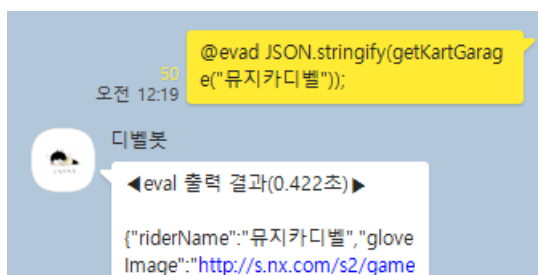 @evad JSON.stringify(getKartGarag
e("뮤지카디벨"));
50
오전 12:19
디벨봇
◀eval 출력 결과(0.422초)▶
{"riderName":"뮤지카디벨","glove
Image":"http://s.nx.com/s2/game